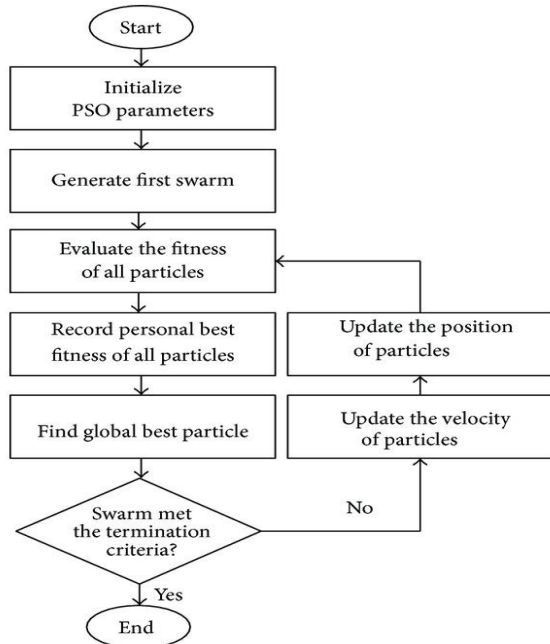 Start
Initialize
PSO parameters
Generate first swarm
Evaluate the fitness
of all particles
Record personal best
fitness of all particles
Find global best particle
Swarm met
the termination
criteria?
Yes
End
No
Update the velocity
of particles
Update the position
of particles